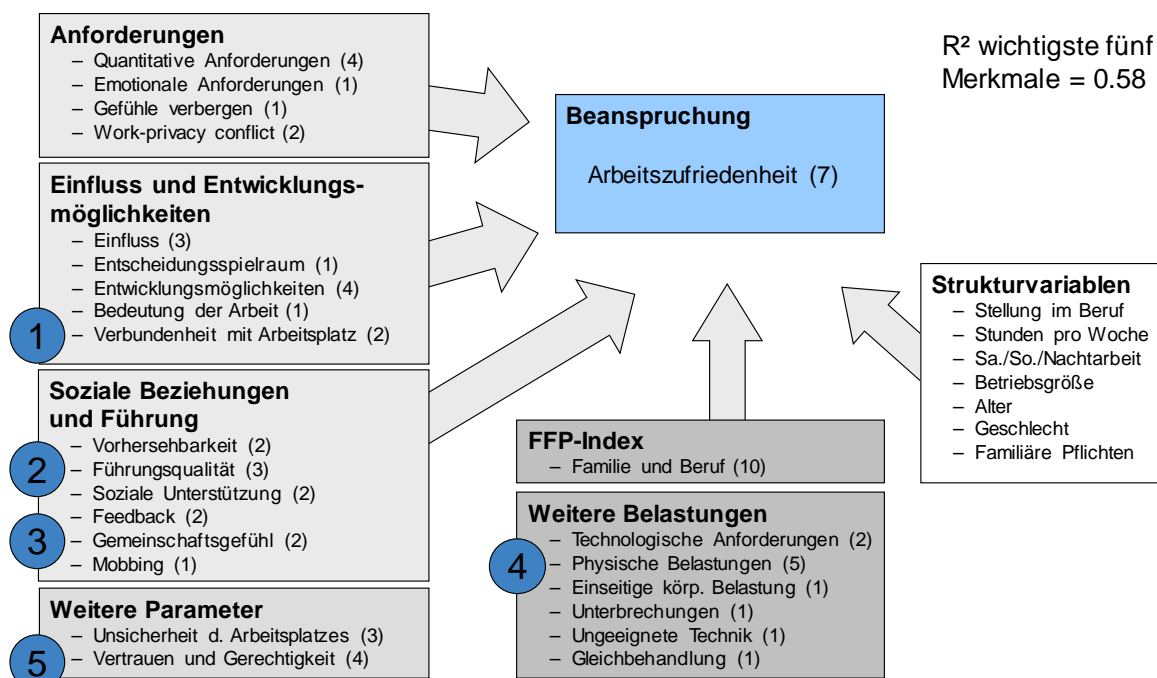 Anforderungen
– Quantitative Anforderungen (4)
– Emotionale Anforderungen (1)
– Gefühle verbergen (1)
– Work-privacy conflict (2)
Einfluss und Entwicklungs-
möglichkeiten
– Einfluss (3)
– Entscheidungsspielraum (1)
– Entwicklungsmöglichkeiten (4)
– Bedeutung der Arbeit (1)
1 – Verbundenheit mit Arbeitsplatz (2)
Soziale Beziehungen
und Führung
– Vorhersehbarkeit (2)
2 – Führungsqualität (3)
– Soziale Unterstützung (2)
– Feedback (2)
3 – Gemeinschaftsgefühl (2)
– Mobbing (1)
Weitere Parameter
– Unsicherheit d. Arbeitsplatzes (3)
5 – Vertrauen und Gerechtigkeit (4)
Beanspruchung
Arbeitszufriedenheit (7)
R² wichtigste fünf
Merkmale = 0.58
FFP-Index
– Familie und Beruf (10)
Weitere Belastungen
– Technologische Anforderungen (2)
4 – Physische Belastungen (5)
– Einseitige körp. Belastung (1)
– Unterbrechungen (1)
– Ungeeignete Technik (1)
– Gleichbehandlung (1)
Strukturvariablen
– Stellung im Beruf
– Stunden pro Woche
– Sa./So./Nachtarbeit
– Betriebsgröße
– Alter
– Geschlecht
– Familiäre Pflichten